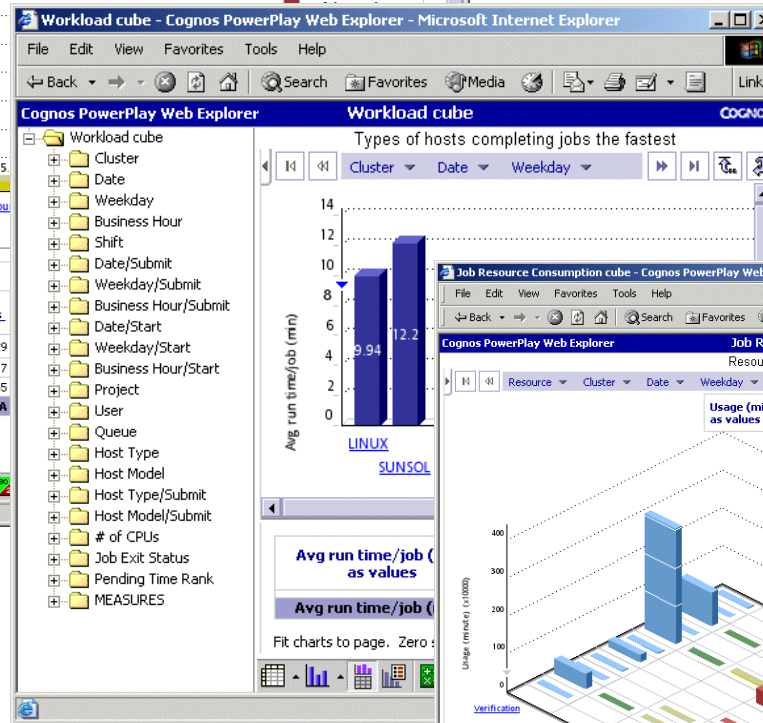 Workload cube - Cognos PowerPlay Web Explorer - Microsoft Internet Explorer
File Edit View Favorites Tools Help
Back Search Favorites Media Link
Cognos PowerPlay Web Explorer Workload cube
Types of hosts completing jobs the fastest
Cluster Date Weekday
Workload cube
Cluster
Date
Weekday
Business Hour
Shift
Date/Submit
Weekday/Submit
Business Hour/Submit
Date/Start
Weekday/Start
Business Hour/Start
Project
User
Queue
Host Type
Host Model
Host Type/Submit
Host Model/Submit
# of CPUs
Job Exit Status
Pending Time Rank
MEASURES
14
12
10
8
6
4
2
0
Avg run time/job (min)
9.94
12.2
LINUX
SUNSOL
Avg run time/job (
as values
Avg run time/job (
Fit charts to page. Zero
Job Resource Consumption cube - Cognos PowerPlay Web
File Edit View Favorites Tools Help
Back Search Favorites
Cognos PowerPlay Web Explorer Job R
Resou
Resource Cluster Date Weekday
Usage (mi
as values
400
300
200
100
0
Usage (minute) (x10000)
Verification